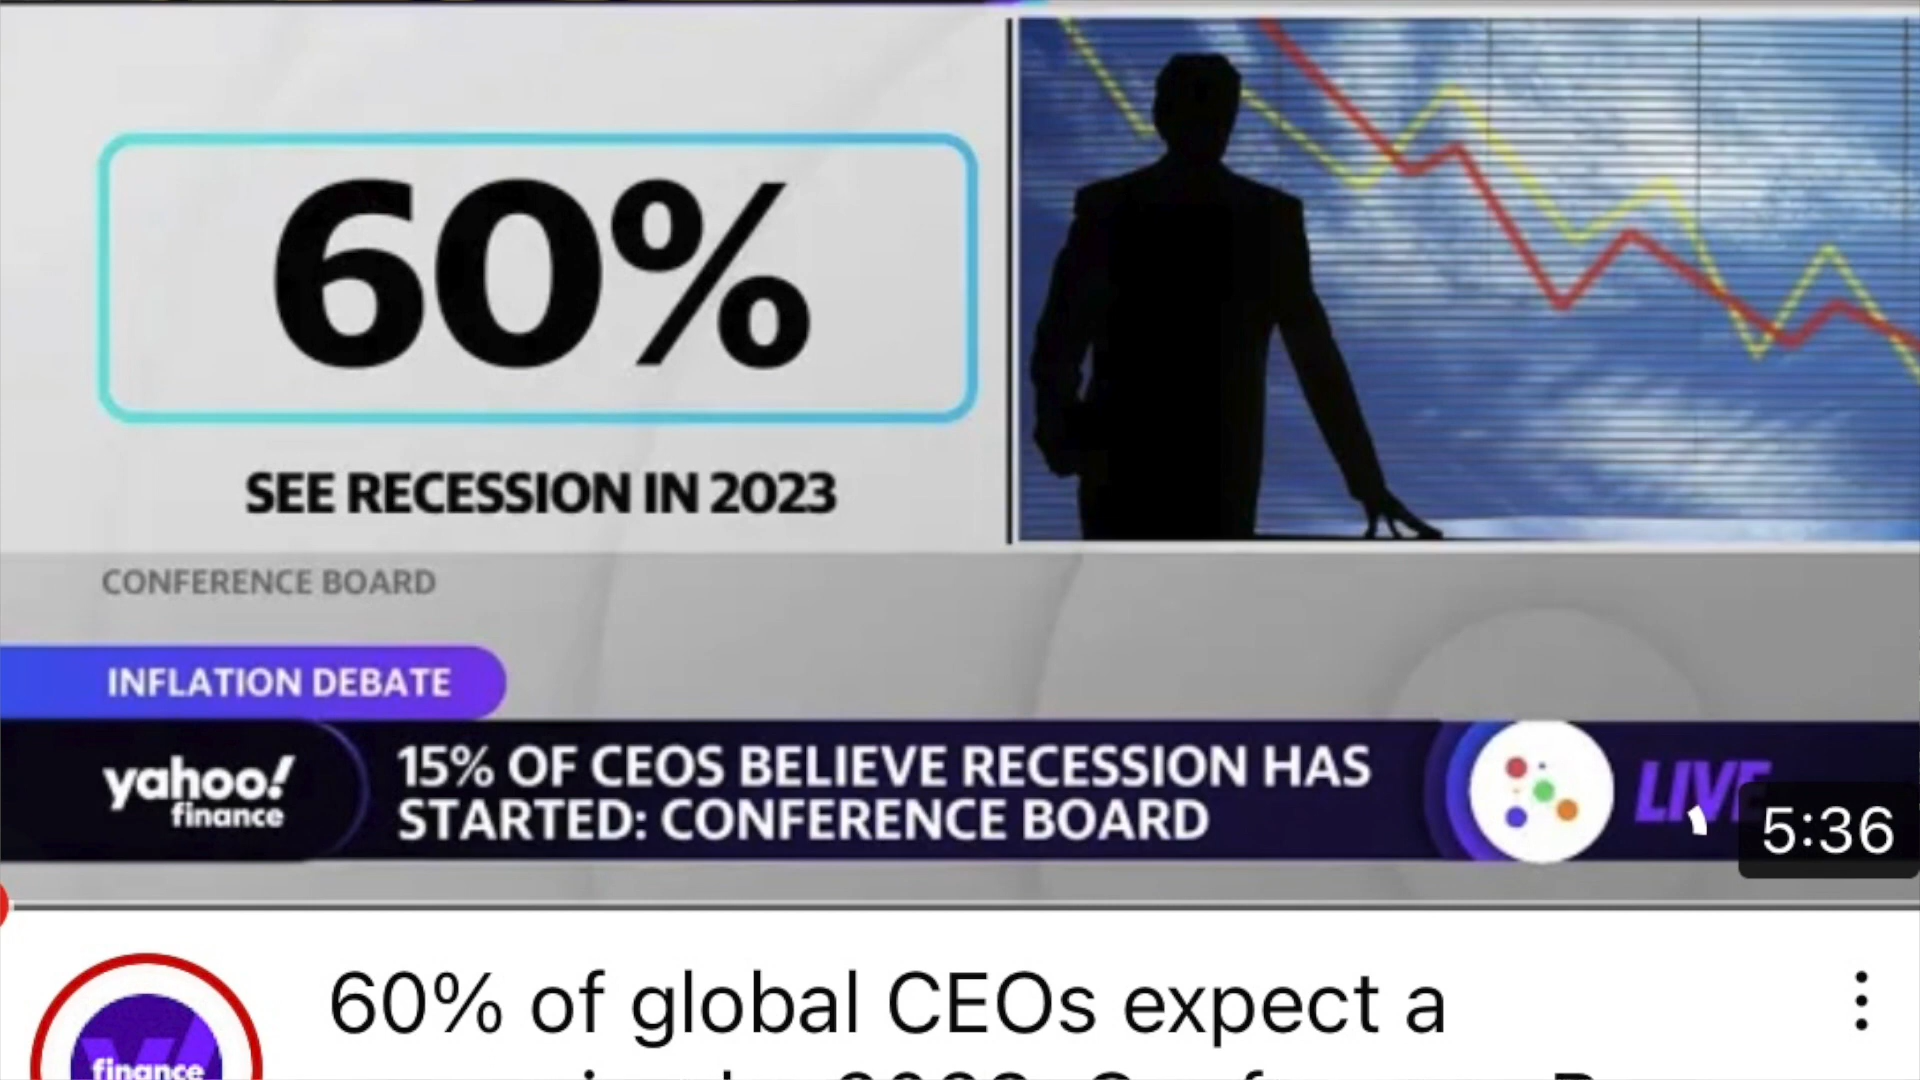 60%
SEE RECESSION IN 2023
CONFERENCE BOARD
INFLATION DEBATE
yahoo!
finance
15% OF CEOS BELIEVE RECESSION HAS
STARTED: CONFERENCE BOARD
LIVE
5:36
60% of global CEOs expect a
finance